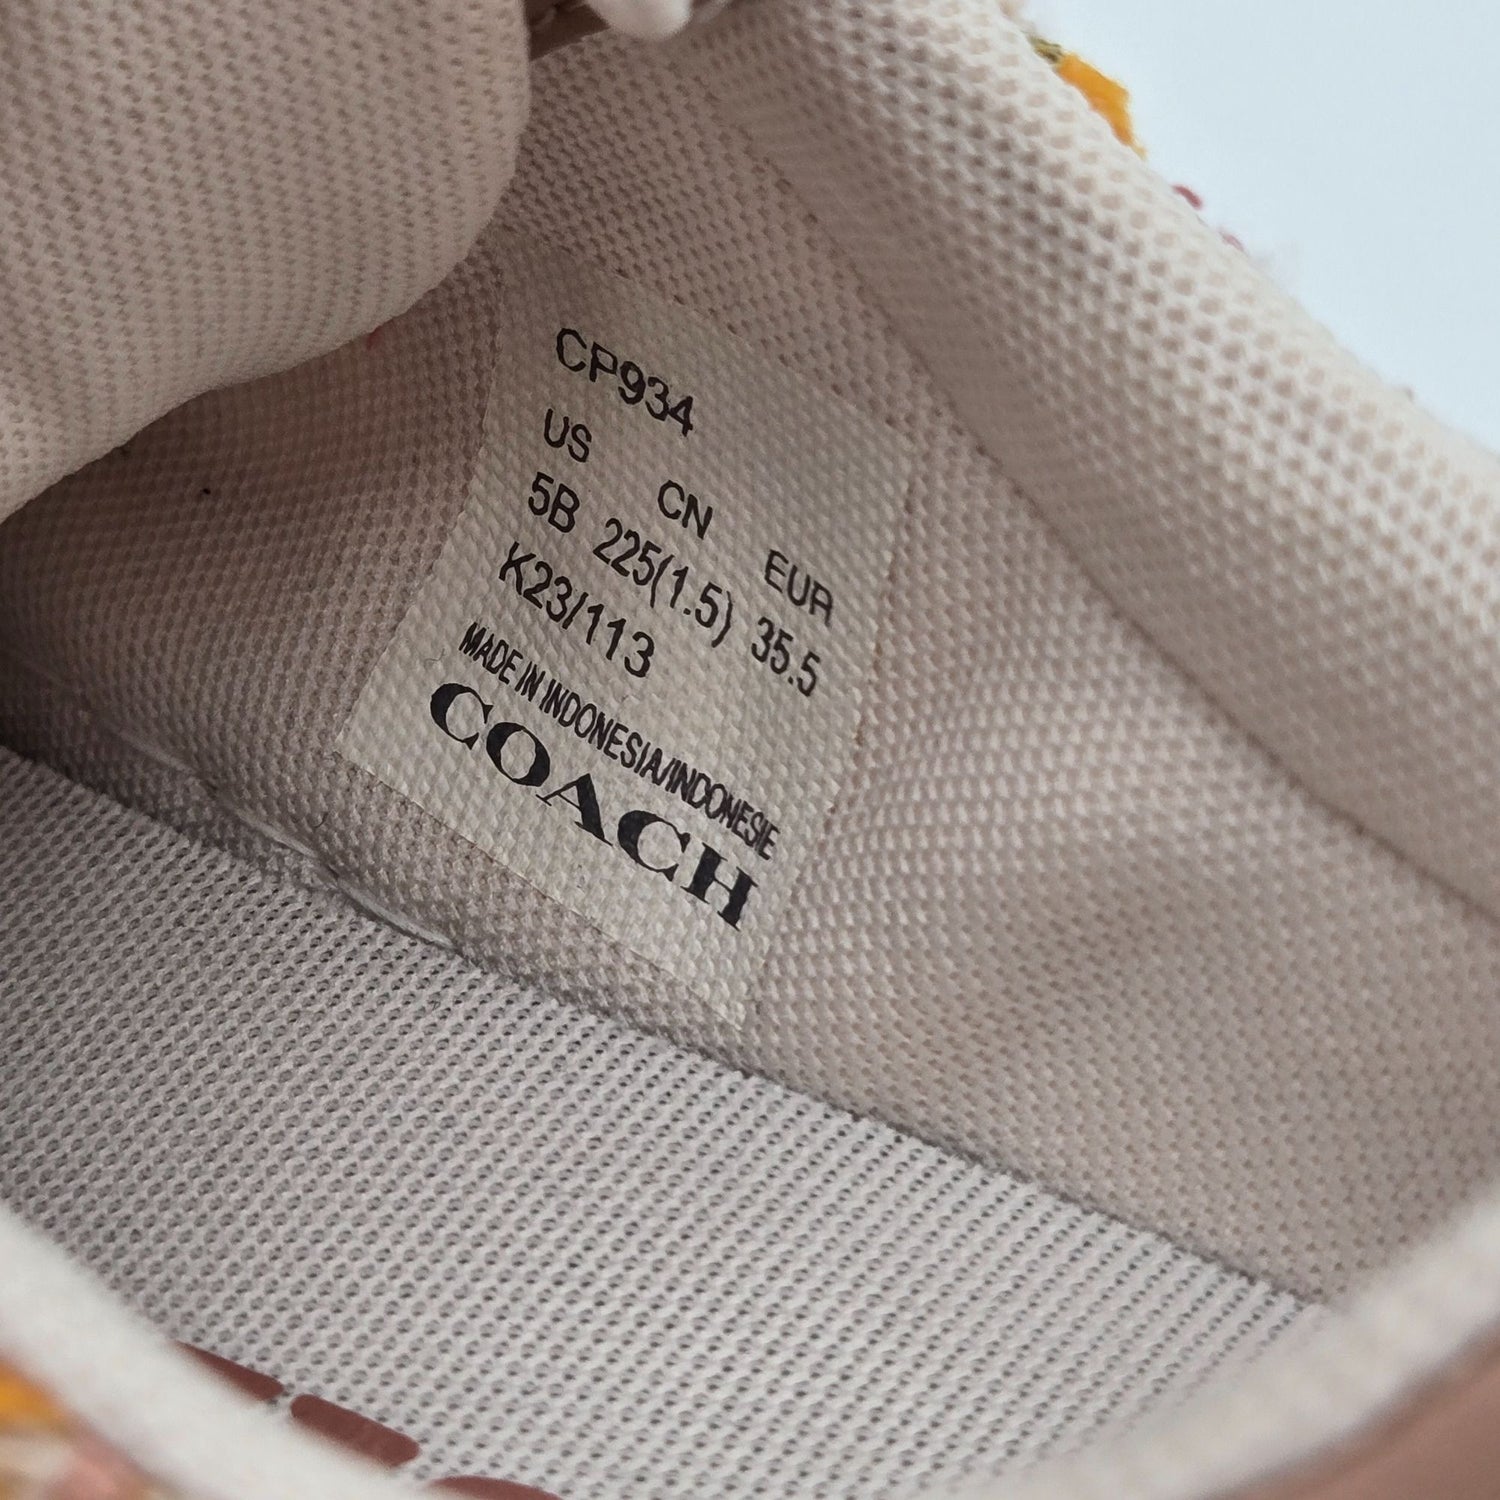 CP934
US CN EUR
5B 225(1.5) 35.5
K23/113
MADE IN INDONESIA/INDONESIE
COACH